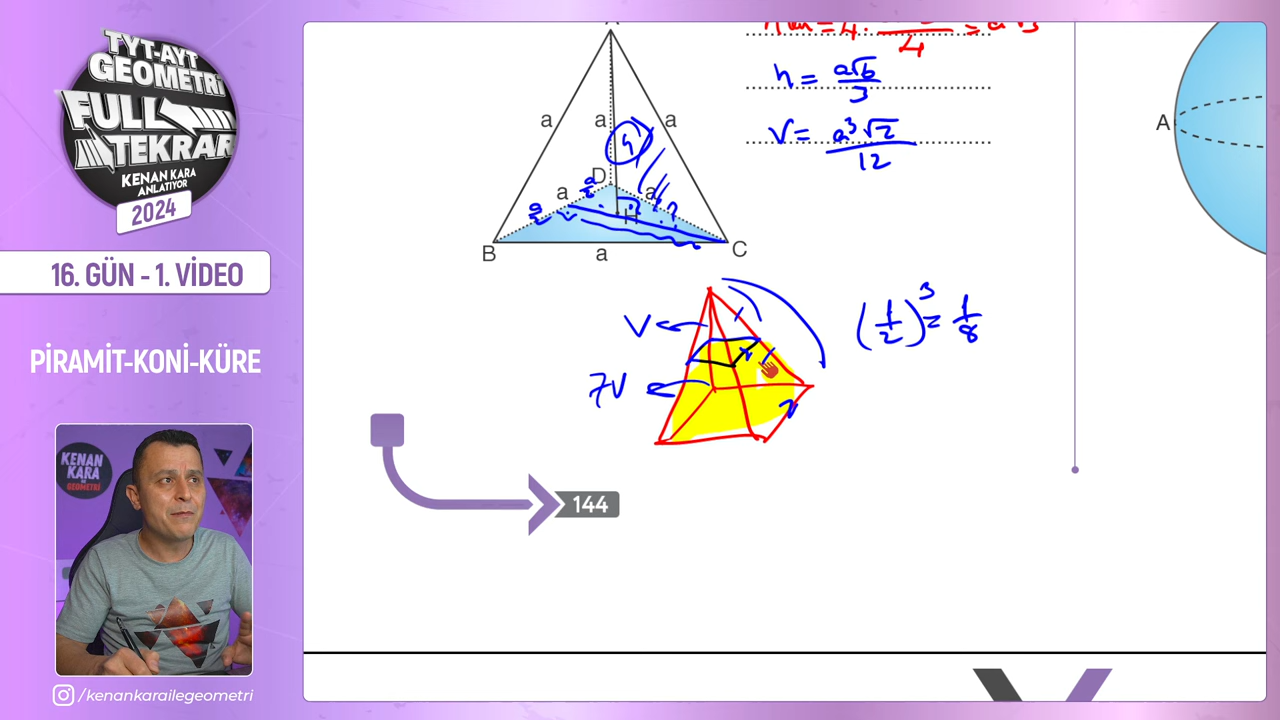 TYT-AYT
GEOMETRİ
FULL
TEKRAR
KENAN KARA
ANLATIYOR
2024
16. GÜN - 1. VİDEO
PİRAMİT-KONİ-KÜRE
KENAN
KARA
GEOMETRİ
/kenankarailegeometri
a a a
h
D
a a
H
B C
a
h = a√6/3
V = a³√2/12
A
V
7V
(1/2)³ = 1/8
144